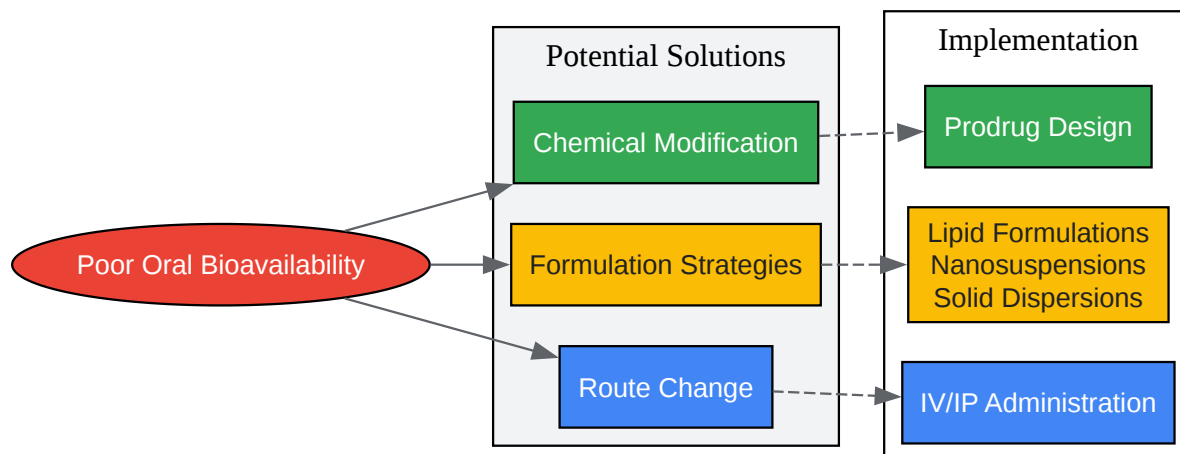 Potential Solutions
Implementation
Chemical Modification
Prodrug Design
Poor Oral Bioavailability
Formulation Strategies
Lipid Formulations
Nanosuspensions
Solid Dispersions
Route Change
IV/IP Administration